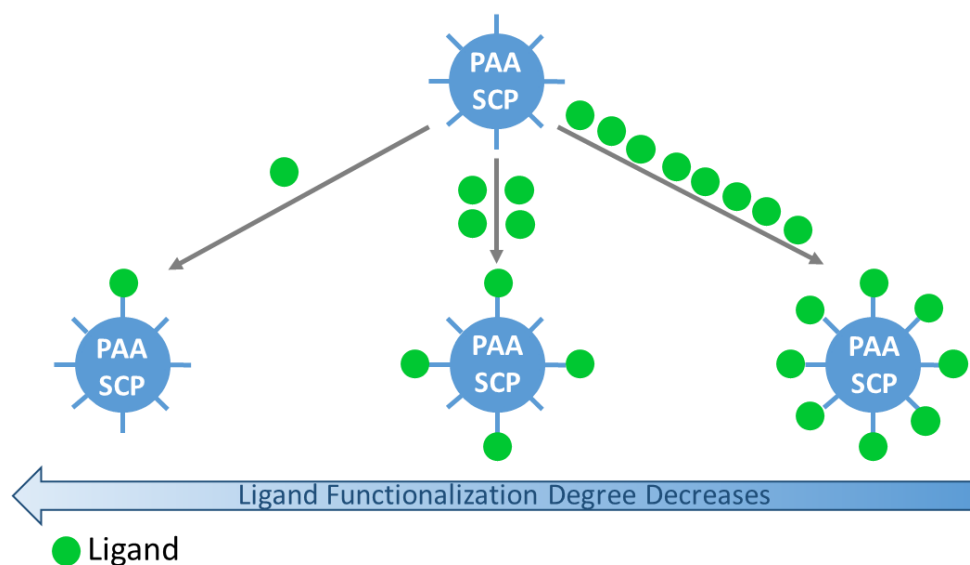 PAA
SCP
PAA
SCP
PAA
SCP
PAA
SCP
Ligand Functionalization Degree Decreases
Ligand